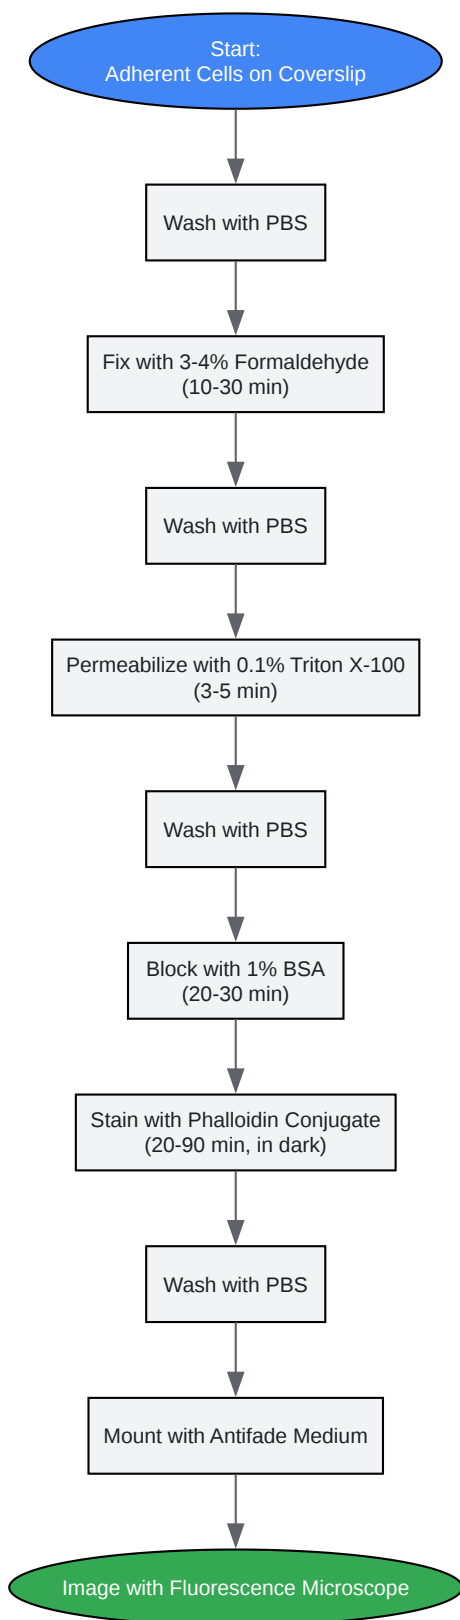 Start:
Adherent Cells on Coverslip
Wash with PBS
Fix with 3-4% Formaldehyde
(10-30 min)
Wash with PBS
Permeabilize with 0.1% Triton X-100
(3-5 min)
Wash with PBS
Block with 1% BSA
(20-30 min)
Stain with Phalloidin Conjugate
(20-90 min, in dark)
Wash with PBS
Mount with Antifade Medium
Image with Fluorescence Microscope